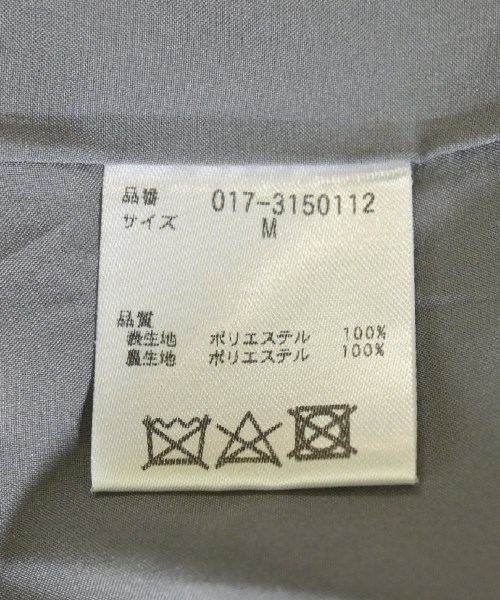 品番 017-3150112
サイズ M
品質
表生地 ポリエステル 100%
裏生地 ポリエステル 100%